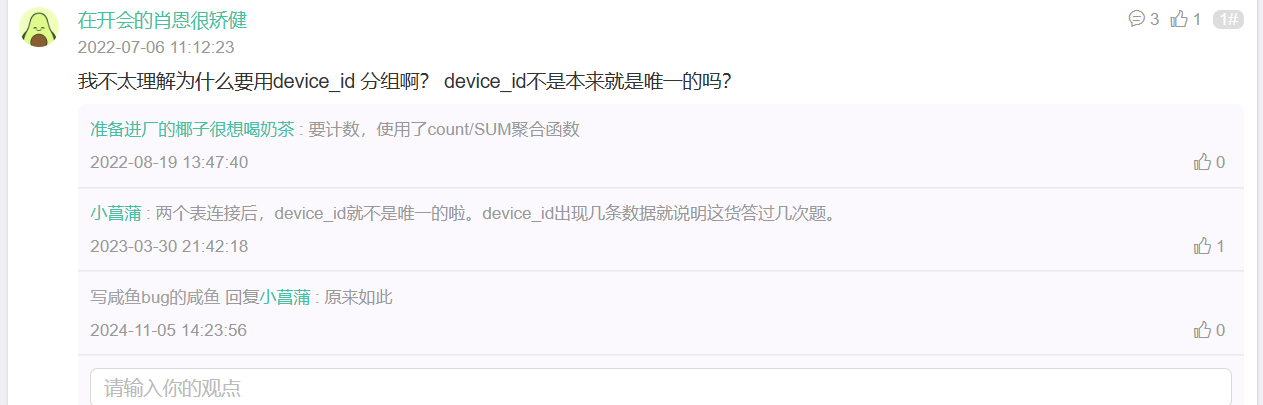 在开会的肖恩很矫健
3 1 1#
2022-07-06 11:12:23
我不太理解为什么要用device_id 分组啊？ device_id不是本来就是唯一的吗？
准备进厂的椰子很想喝奶茶 : 要计数，使用了count/SUM聚合函数
2022-08-19 13:47:40 0
小菖蒲 : 两个表连接后，device_id就不是唯一的啦。device_id出现几条数据就说明这货答过几次题。
2023-03-30 21:42:18 1
写咸鱼bug的咸鱼 回复小菖蒲 : 原来如此
2024-11-05 14:23:56 0
请输入你的观点